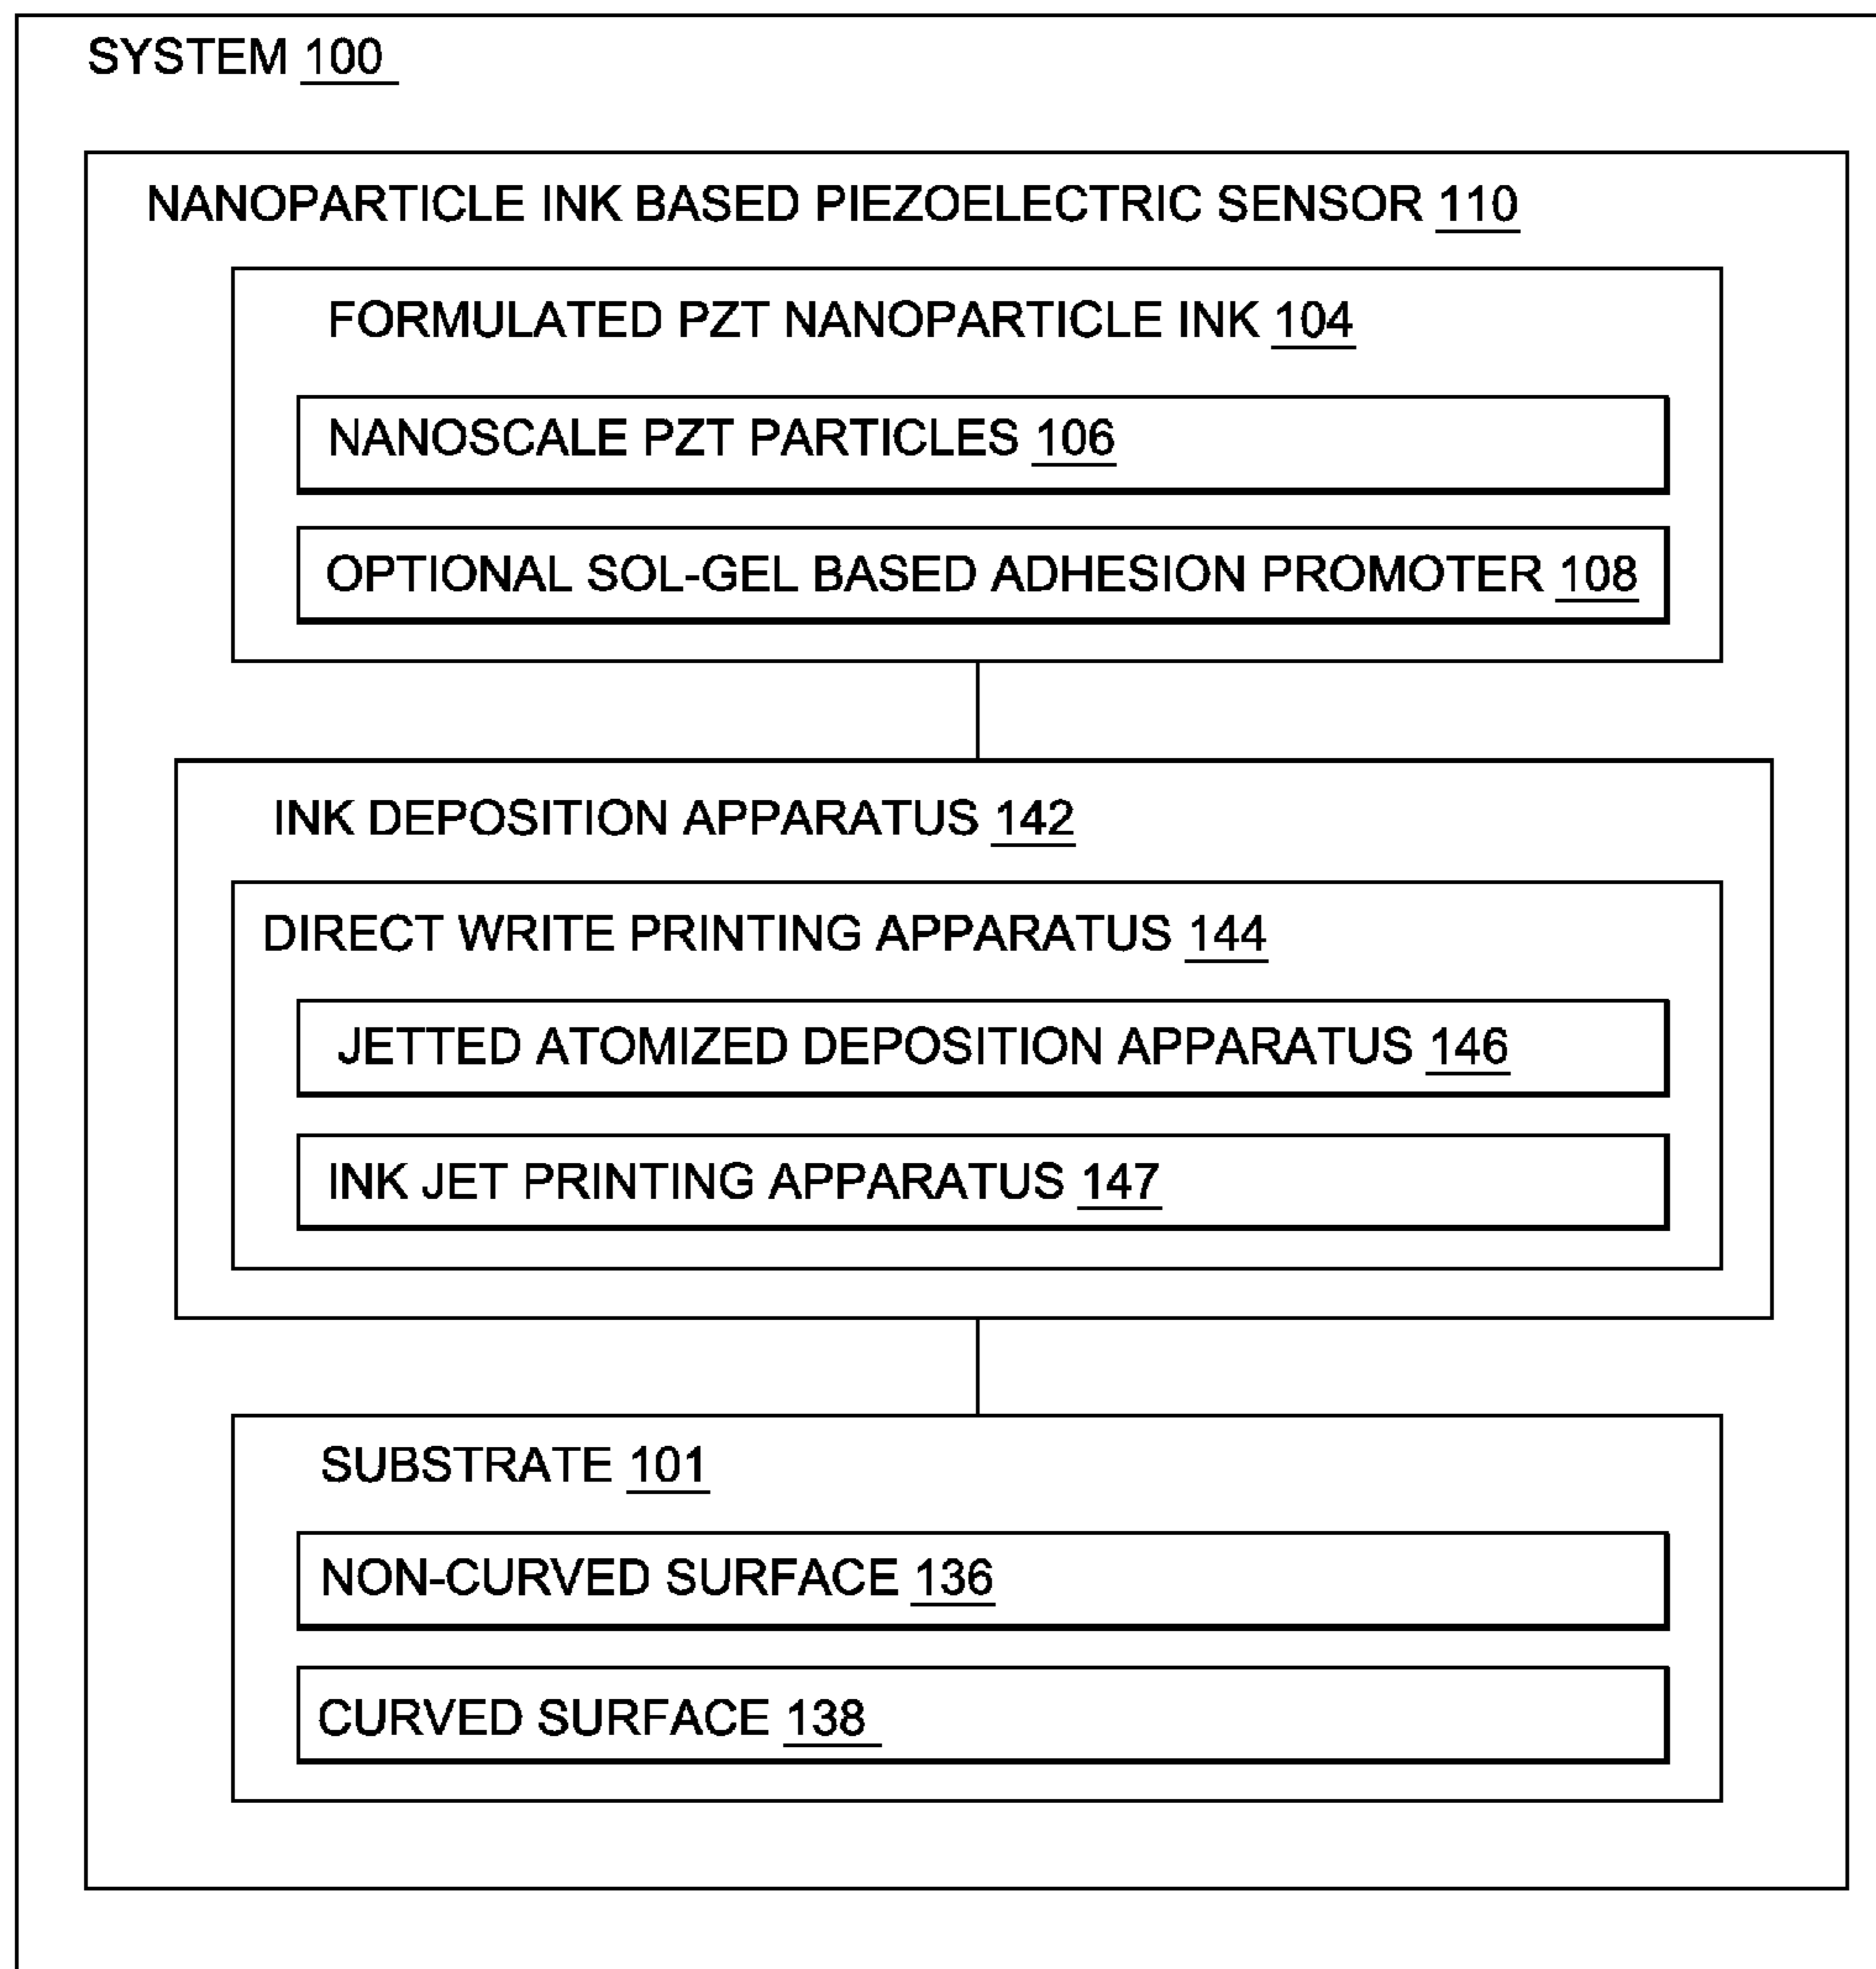 SYSTEM 100
NANOPARTICLE INK BASED PIEZOELECTRIC SENSOR 110
FORMULATED PZT NANOPARTICLE INK 104
NANOSCALE PZT PARTICLES 106
OPTIONAL SOL-GEL BASED ADHESION PROMOTER 108
INK DEPOSITION APPARATUS 142
DIRECT WRITE PRINTING APPARATUS 144
JETTED ATOMIZED DEPOSITION APPARATUS 146
INK JET PRINTING APPARATUS 147
SUBSTRATE 101
NON-CURVED SURFACE 136
CURVED SURFACE 138